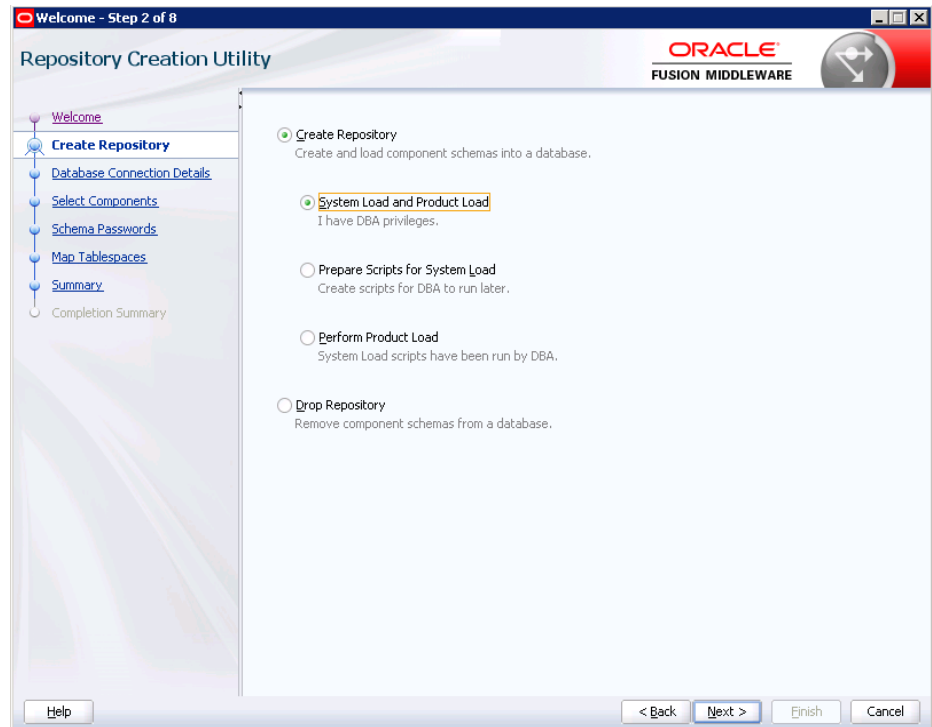 Welcome - Step 2 of 8
Repository Creation Utility
ORACLE
FUSION MIDDLEWARE
Welcome
Create Repository
Database Connection Details
Select Components
Schema Passwords
Map Tablespaces
Summary
Completion Summary
Create Repository
Create and load component schemas into a database.
System Load and Product Load
I have DBA privileges.
Prepare Scripts for System Load
Create scripts for DBA to run later.
Perform Product Load
System Load scripts have been run by DBA.
Drop Repository
Remove component schemas from a database.
Help
< Back
Next >
Finish
Cancel